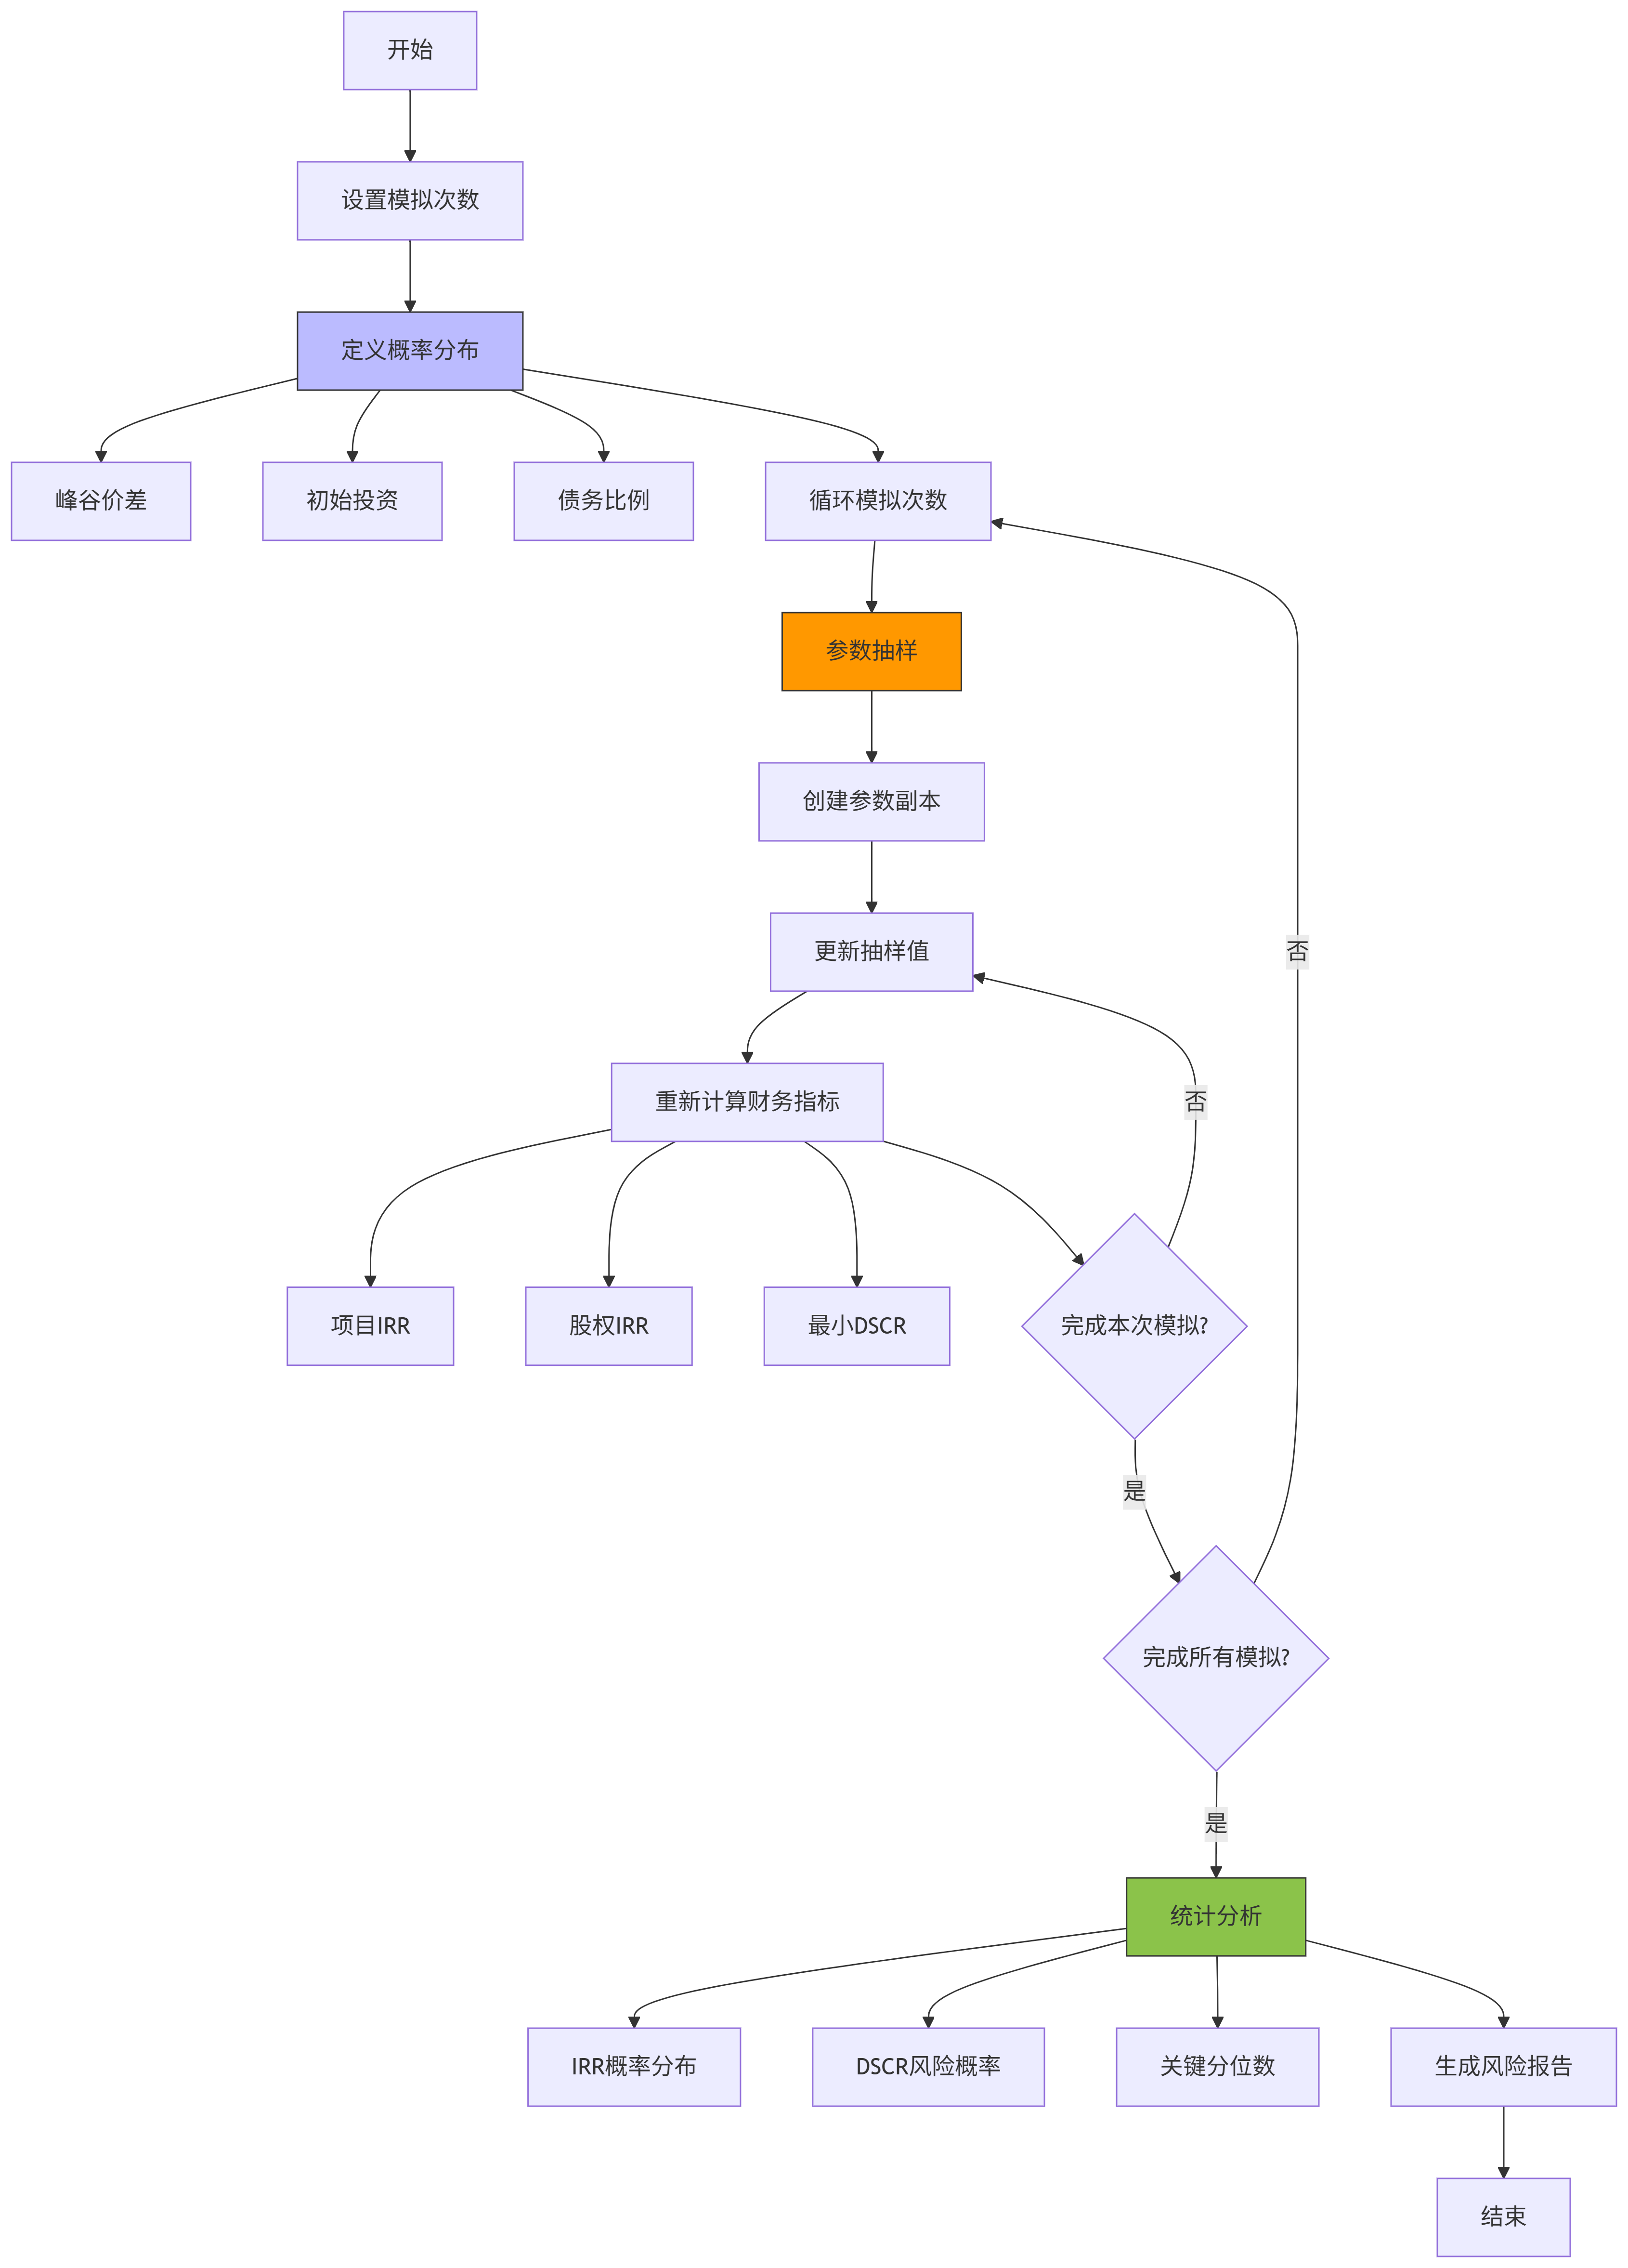 开始
设置模拟次数
定义概率分布
峰谷价差
初始投资
债务比例
循环模拟次数
参数抽样
创建参数副本
更新抽样值
否
重新计算财务指标
否
项目IRR
股权IRR
最小DSCR
完成本次模拟?
是
完成所有模拟?
是
统计分析
IRR概率分布
DSCR风险概率
关键分位数
生成风险报告
结束